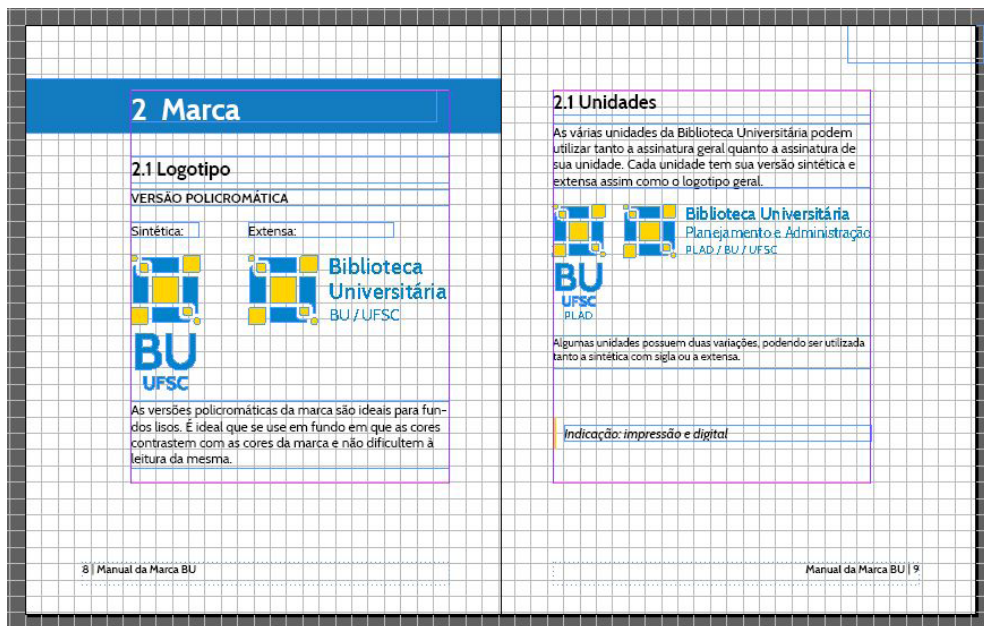 2 Marca
2.1 Logotipo
VERSÃO POLICROMÁTICA
Sintética: Extensa:
Biblioteca
Universitária
BU / UFSC
BU
UFSC
As versões policromáticas da marca são ideais para fun-
dos lisos. É ideal que se use em fundo em que as cores
contrastem com as cores da marca e não dificultem à
leitura da mesma.
8 | Manual da Marca BU
2.1 Unidades
As várias unidades da Biblioteca Universitária podem
utilizar tanto a assinatura geral quanto a assinatura de
sua unidade. Cada unidade tem sua versão sintética e
extensa assim como o logotipo geral.
Biblioteca Universitária
Planejamento e Administração
PLAD / BU / UFSC
BU
UFSC
PLAD
Algumas unidades possuem duas variações, podendo ser utilizada
tanto a sintética com sigla ou a extensa.
Indicação: impressão e digital
Manual da Marca BU | 9